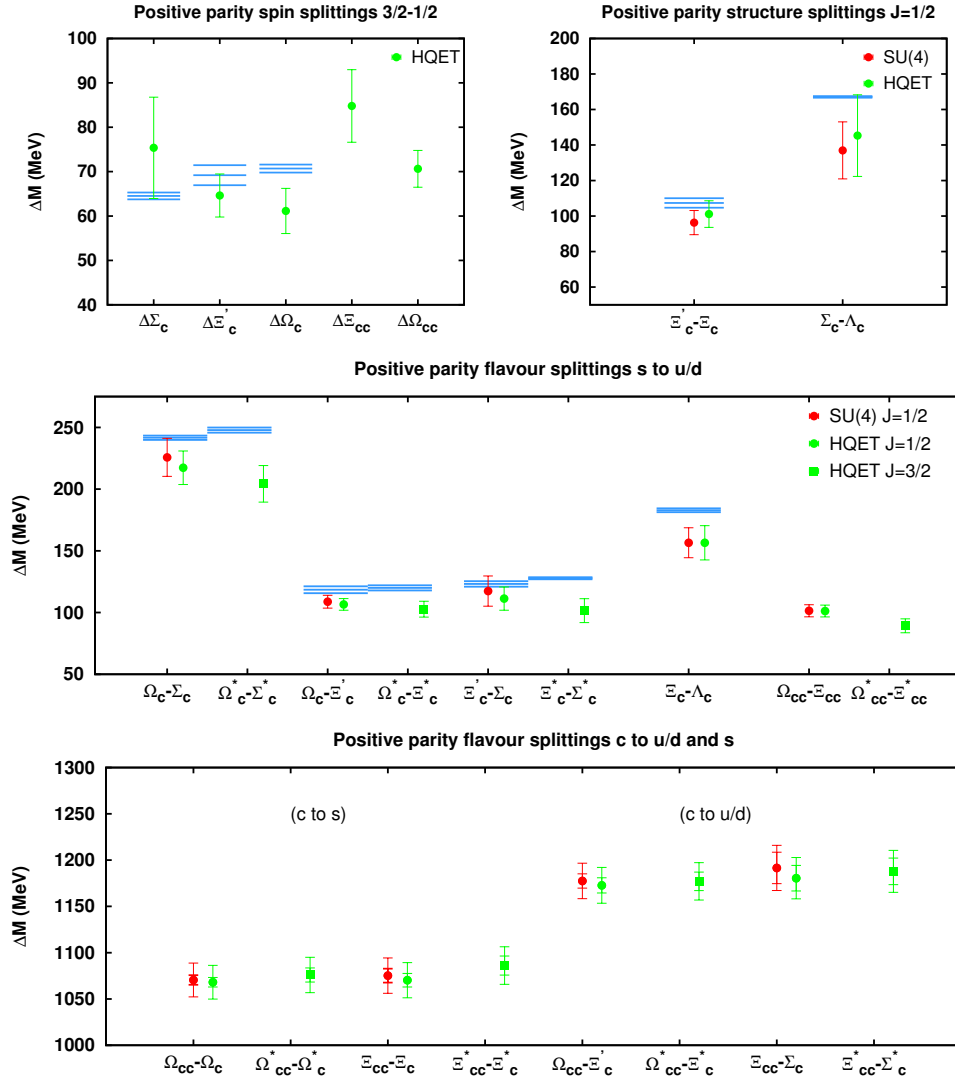 Positive parity spin splittings 3/2-1/2
Positive parity structure splittings J=1/2
ΔM (MeV)
100
90
80
70
60
50
40
HQET
ΔΣc
ΔΞ'c
ΔΩc
ΔΞcc
ΔΩcc
ΔM (MeV)
200
180
160
140
120
100
80
60
SU(4)
HQET
Ξ'c-Ξc
Σc-Λc
Positive parity flavour splittings s to u/d
ΔM (MeV)
250
200
150
100
50
SU(4) J=1/2
HQET J=1/2
HQET J=3/2
Ωc-Σc
Ω*c-Σ*c
Ωc-Ξ'c
Ω*c-Ξ*c
Ξ'c-Σc
Ξ*c-Σ*c
Ξc-Λc
Ωcc-Ξcc
Ω*cc-Ξ*cc
Positive parity flavour splittings c to u/d and s
ΔM (MeV)
1300
1250
1200
1150
1100
1050
1000
(c to s)
(c to u/d)
Ωcc-Ωc
Ω*cc-Ω*c
Ξcc-Ξc
Ξ*cc-Ξ*c
Ωcc-Ξ'c
Ω*cc-Ξ*c
Ξcc-Σc
Ξ*cc-Σ*c